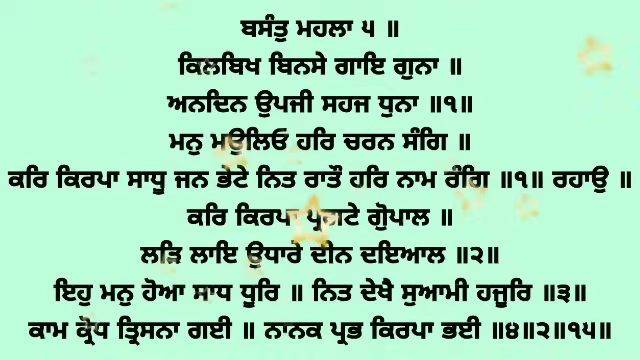 ਬਸੰਤੁ ਮਹਲਾ ੫ ॥
ਕਿਲਬਿਖ ਬਿਨਸੇ ਗਾਇ ਗੁਨਾ ॥
ਅਨਦਿਨ ਉਪਜੀ ਸਹਜ ਧੁਨਾ ॥੧॥
ਮਨੁ ਮਉਲਿਓ ਹਰਿ ਚਰਨ ਸੰਗਿ ॥
ਕਰਿ ਕਿਰਪਾ ਸਾਧੂ ਜਨ ਭੇਟੇ ਨਿਤ ਰਾਤੌ ਹਰਿ ਨਾਮ ਰੰਗਿ ॥੧॥ ਰਹਾਉ ॥
ਕਰਿ ਕਿਰਪਾ ਪ੍ਰਗਟੇ ਗੋੁਪਾਲ ॥
ਲੜਿ ਲਾਇ ਉਧਾਰੇ ਦੀਨ ਦਇਆਲ ॥੨॥
ਇਹੁ ਮਨੁ ਹੋਆ ਸਾਧ ਧੂਰਿ ॥ ਨਿਤ ਦੇਖੈ ਸੁਆਮੀ ਹਜੂਰਿ ॥੩॥
ਕਾਮ ਕ੍ਰੋਧ ਤ੍ਰਿਸਨਾ ਗਈ ॥ ਨਾਨਕ ਪ੍ਰਭ ਕਿਰਪਾ ਭਈ ॥੪॥੨॥੧੫॥